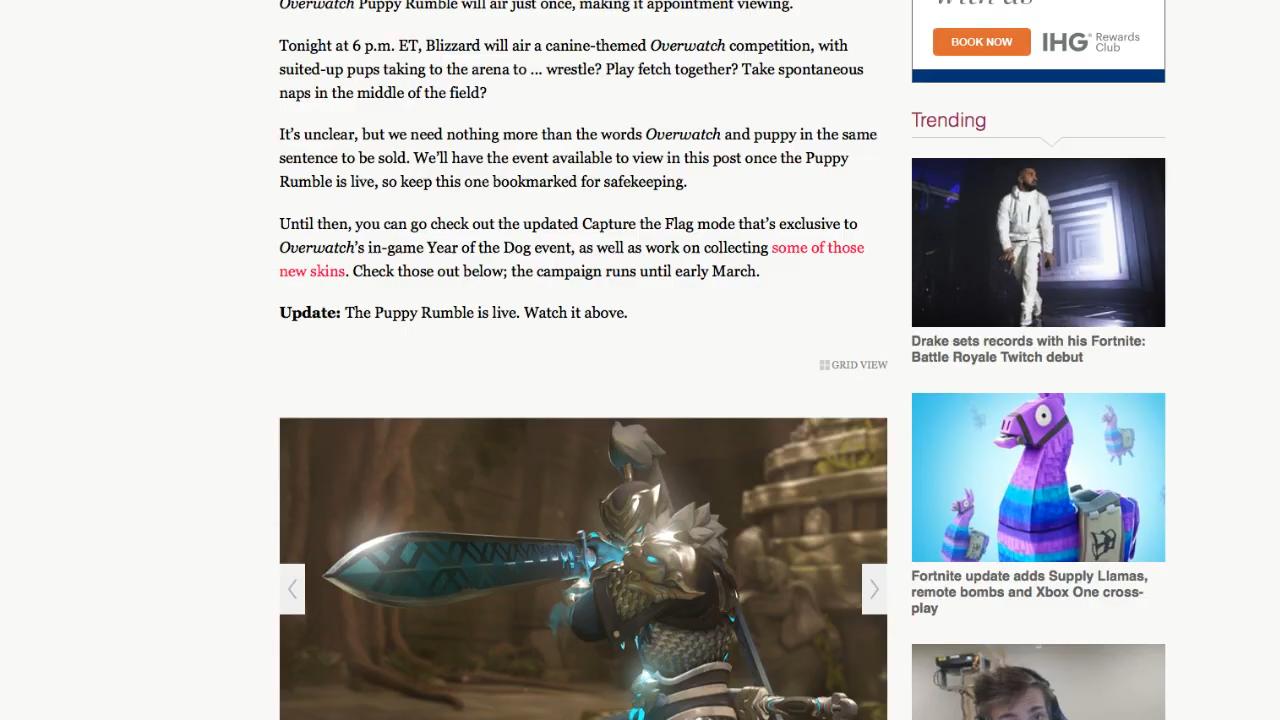 Overwatch Puppy Rumble will air just once, making it appointment viewing.
Tonight at 6 p.m. ET, Blizzard will air a canine-themed Overwatch competition, with
suited-up pups taking to the arena to ... wrestle? Play fetch together? Take spontaneous
naps in the middle of the field?
It’s unclear, but we need nothing more than the words Overwatch and puppy in the same
sentence to be sold. We’ll have the event available to view in this post once the Puppy
Rumble is live, so keep this one bookmarked for safekeeping.
Until then, you can go check out the updated Capture the Flag mode that’s exclusive to
Overwatch’s in-game Year of the Dog event, as well as work on collecting some of those
new skins. Check those out below; the campaign runs until early March.
Update: The Puppy Rumble is live. Watch it above.
GRID VIEW
with us
BOOK NOW
IHG® Rewards
Club
Trending
Drake sets records with his Fortnite:
Battle Royale Twitch debut
Fortnite update adds Supply Llamas,
remote bombs and Xbox One cross-
play